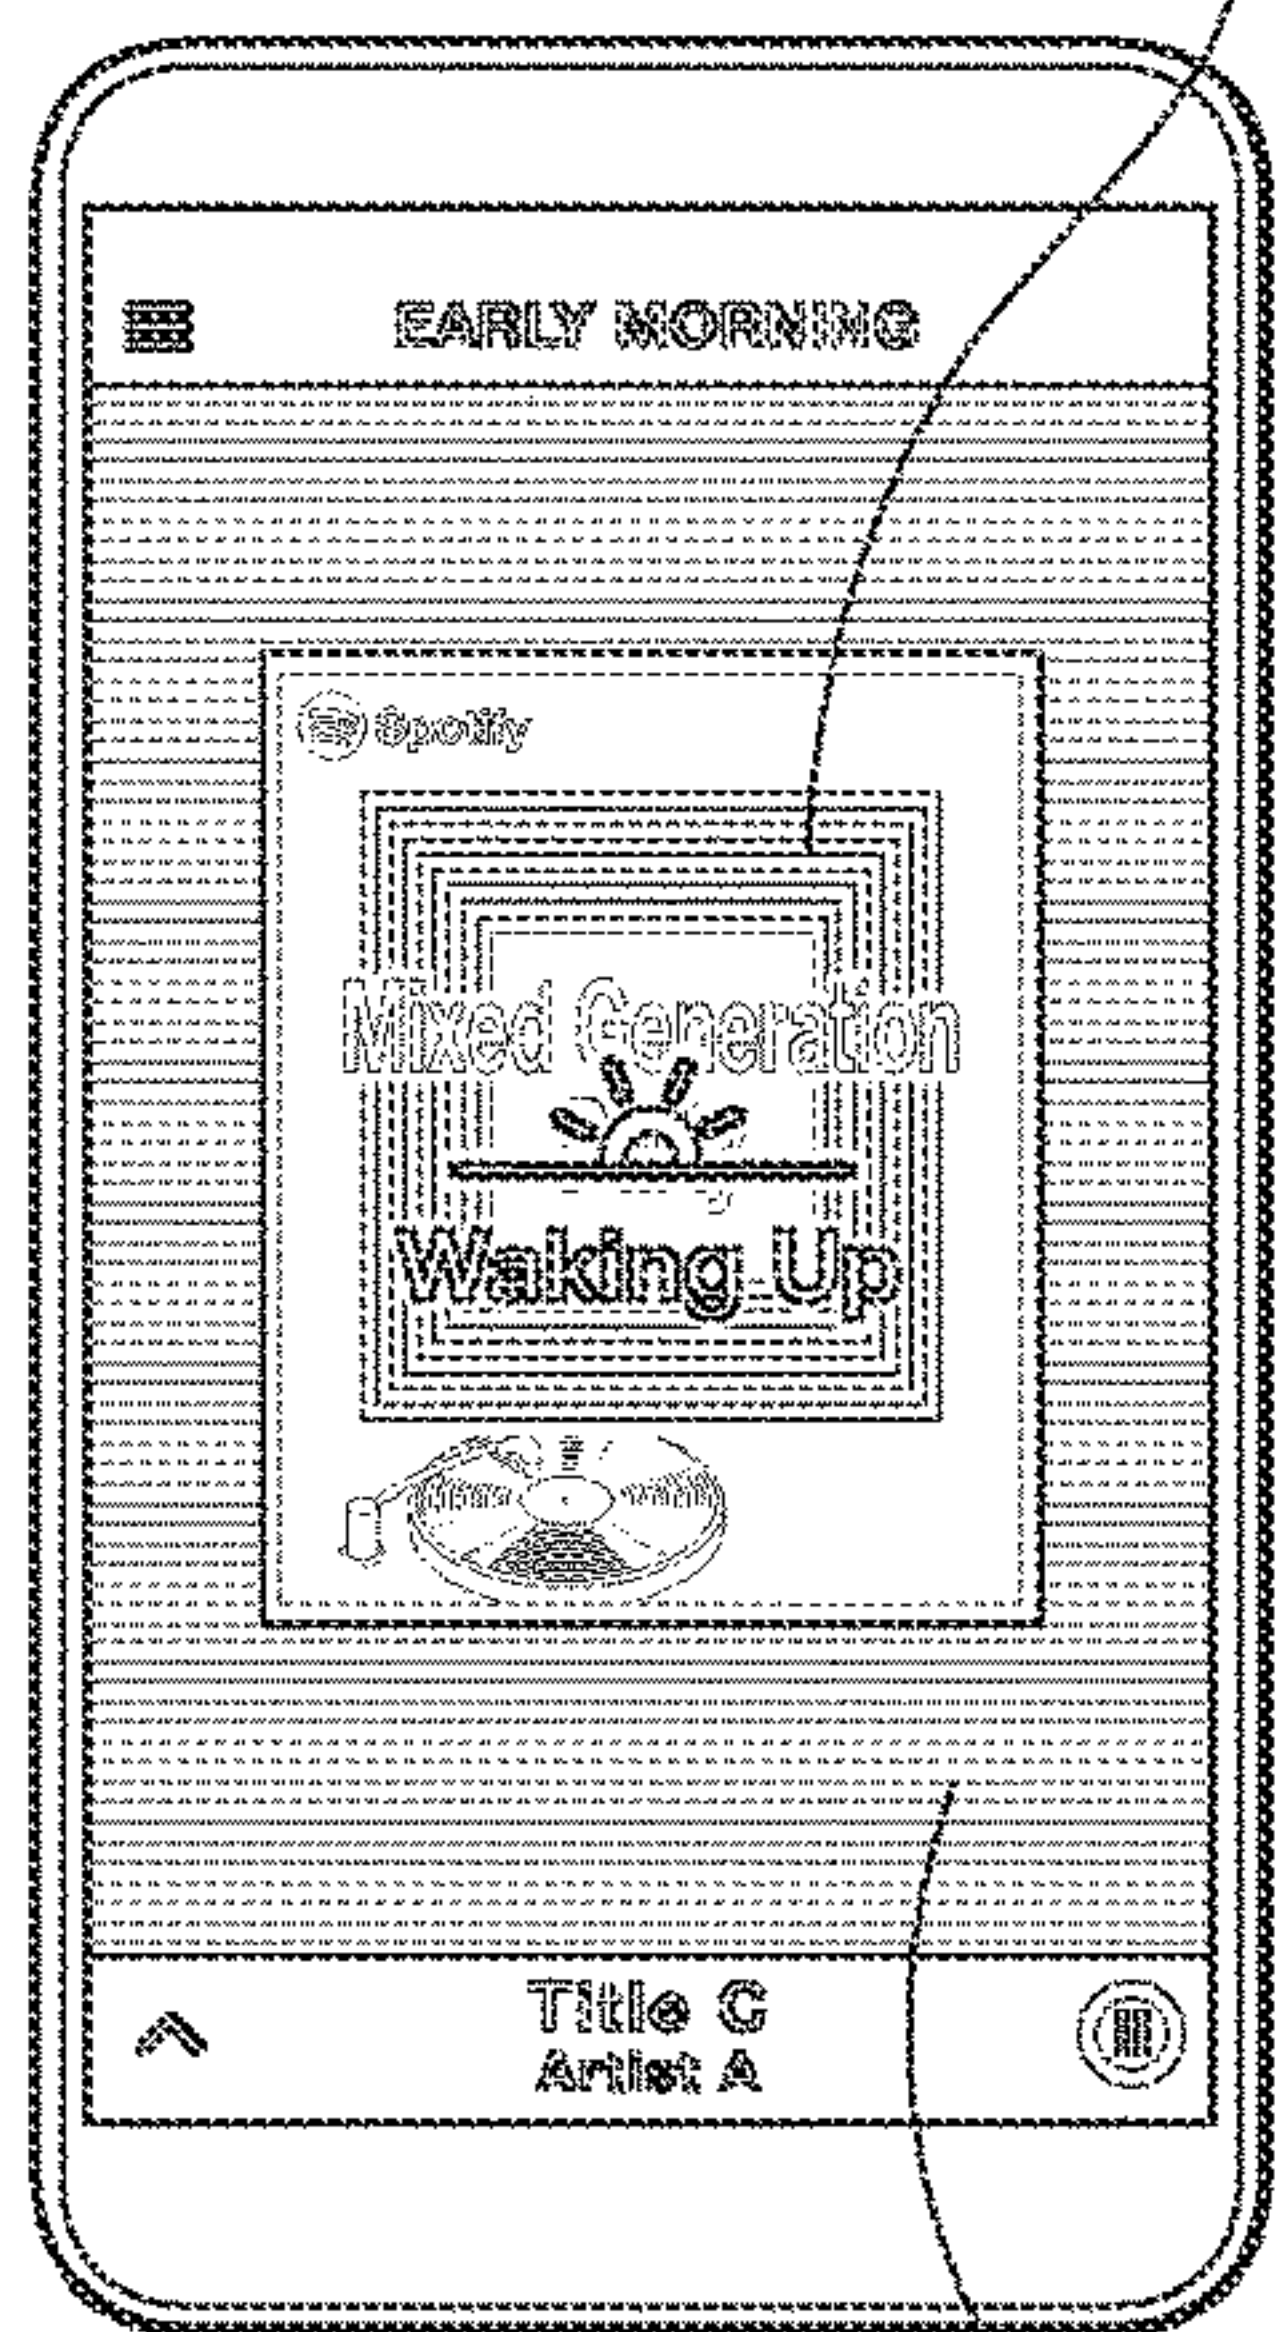 EARLY MORNING
Spotify
Mixed Generation
Waking Up
Title C
Artist A